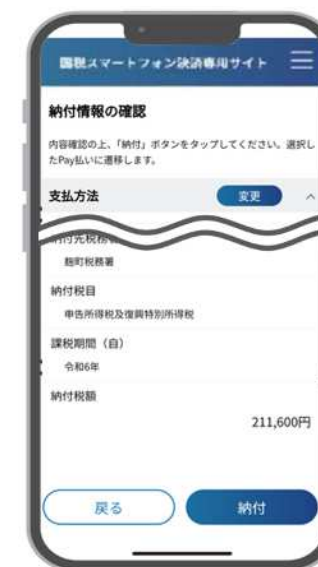 国税スマートフォン決済専用サイト
納付情報の確認
内容確認の上、「納付」ボタンをタップしてください。選択し
たPay払いに遷移します。
支払方法
変更
麹町税務署
納付税目
申告所得税及復興特別所得税
課税期間（自）
令和6年
納付税額
211,600円
戻る
納付